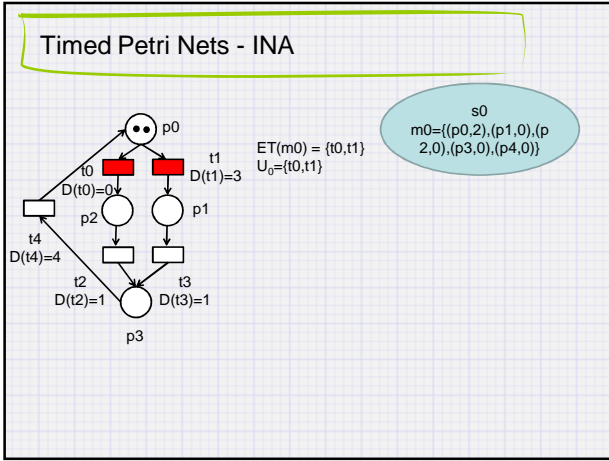 Timed Petri Nets - INA
s0
m0={(p0,2),(p1,0),(p
2,0),(p3,0),(p4,0)}
p0
ET(m0) = {t0,t1}
U₀={t0,t1}
t0
D(t0)=0
t1
D(t1)=3
p2
p1
t4
D(t4)=4
t2
D(t2)=1
t3
D(t3)=1
p3